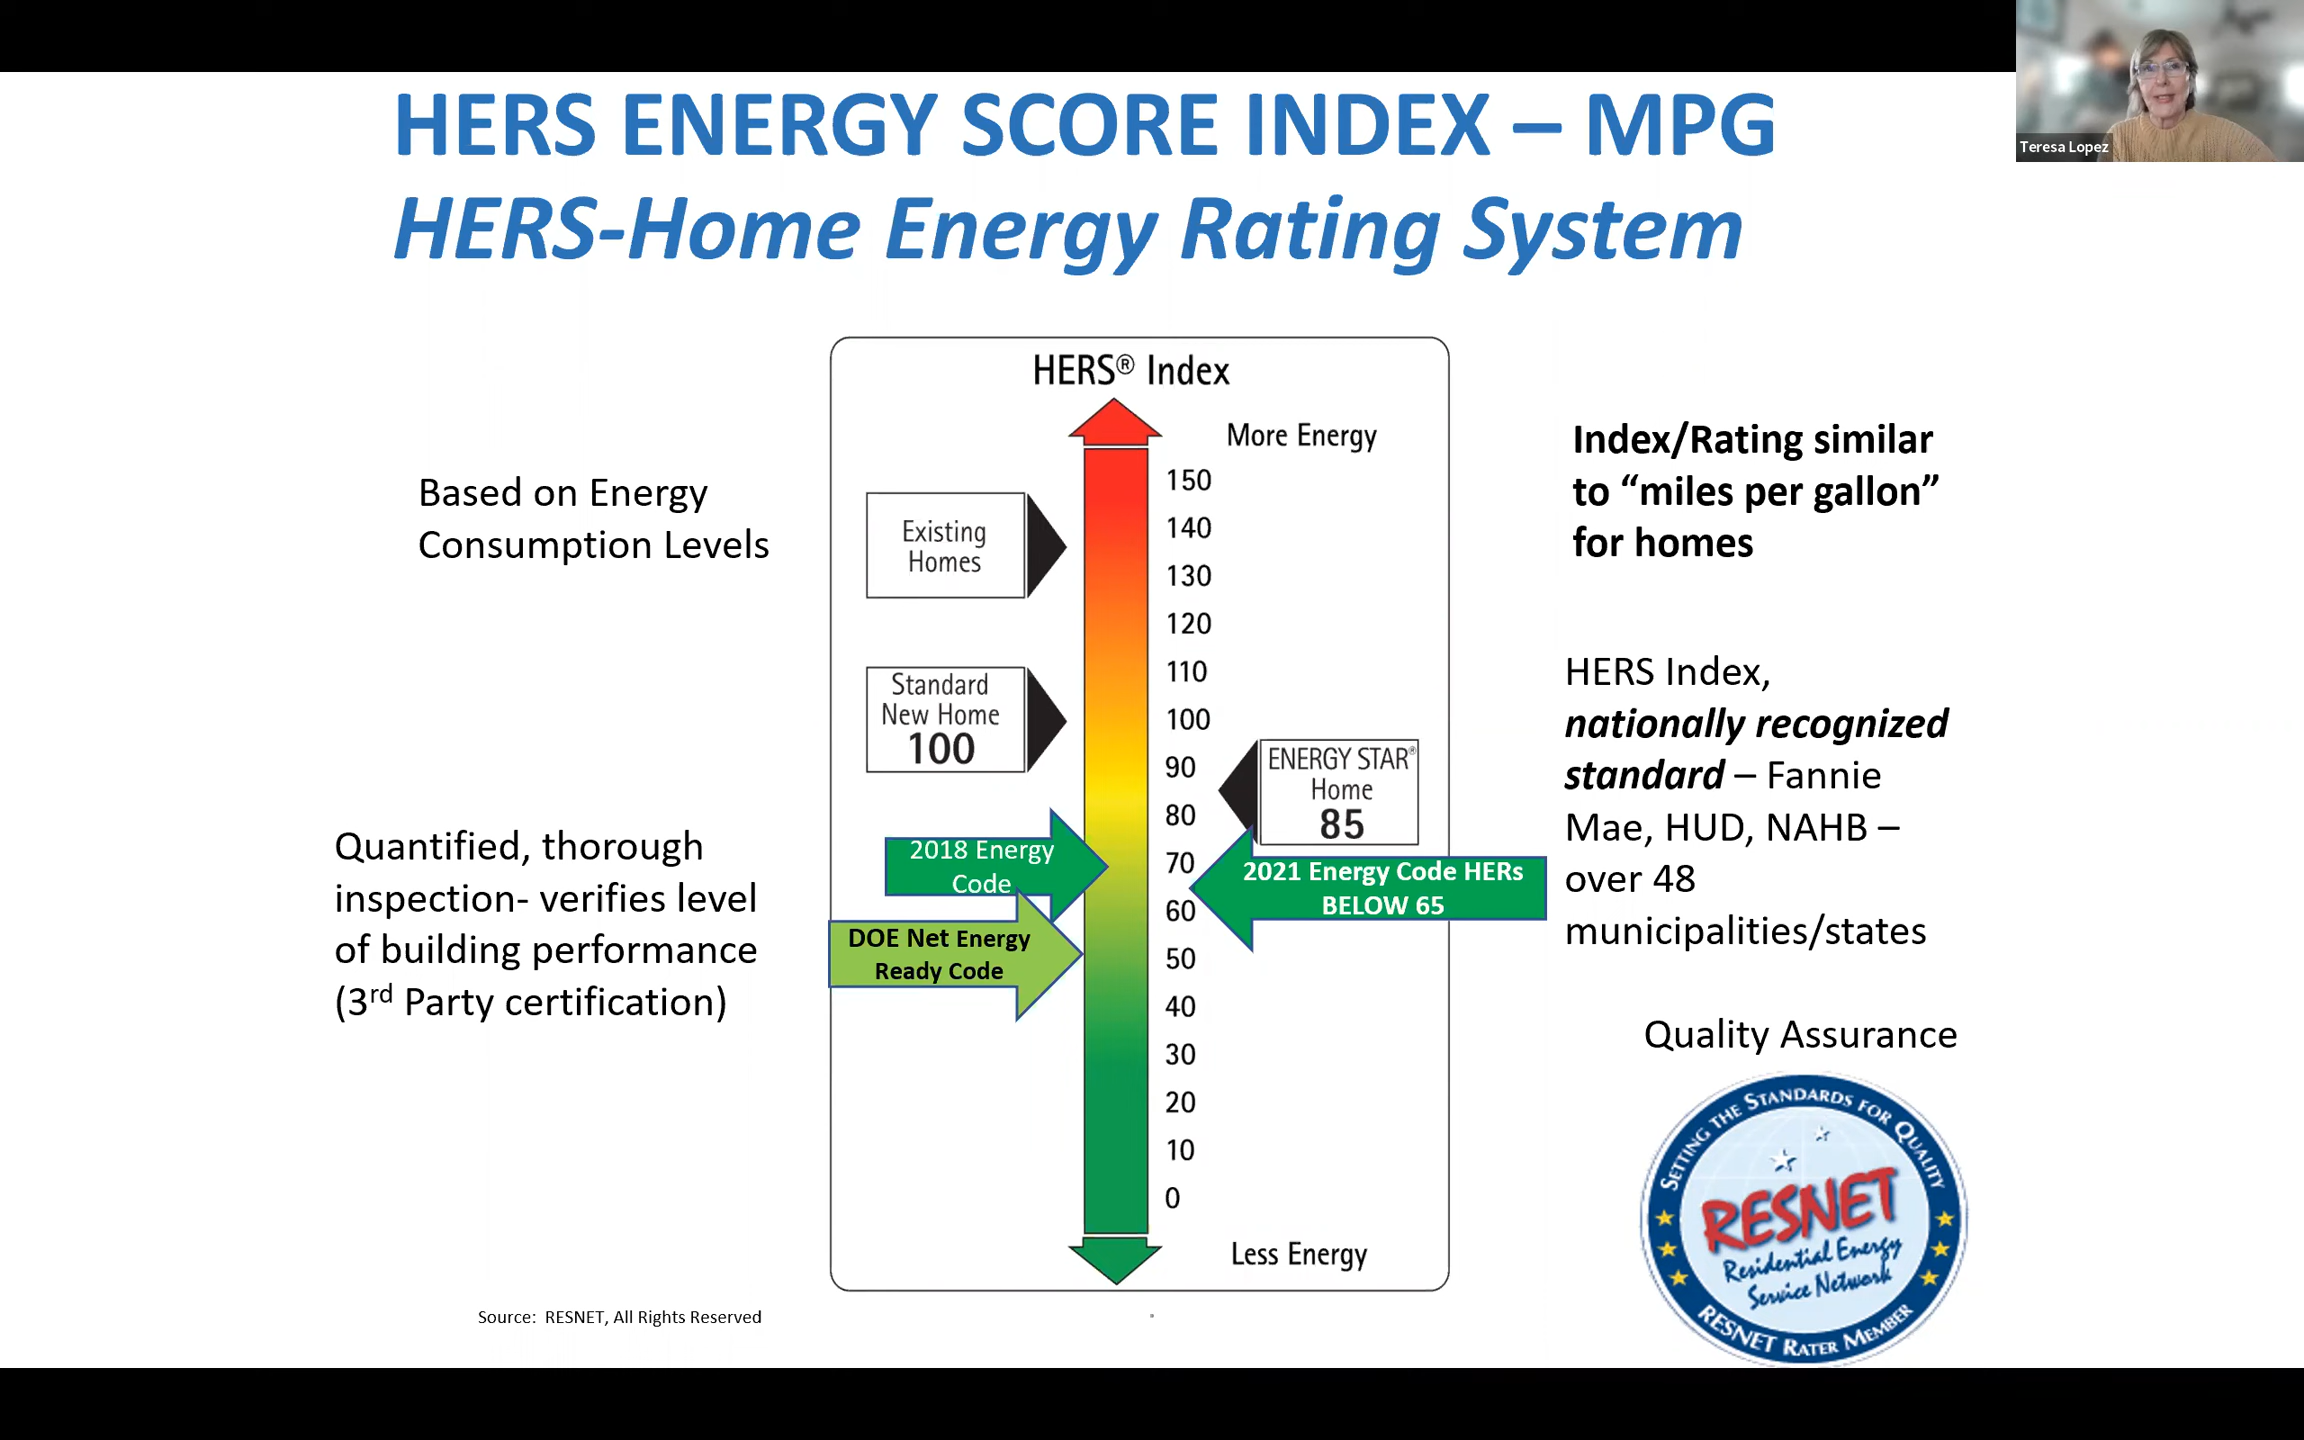 HERS ENERGY SCORE INDEX – MPG
HERS-Home Energy Rating System
Teresa Lopez
Based on Energy
Consumption Levels
Quantified, thorough
inspection- verifies level
of building performance
(3rd Party certification)
HERS® Index
More Energy
150
140
130
120
110
100
90
80
70
60
50
40
30
20
10
0
Less Energy
Existing
Homes
Standard
New Home
100
ENERGY STAR®
Home
85
2018 Energy
Code
DOE Net Energy
Ready Code
2021 Energy Code HERs
BELOW 65
Index/Rating similar
to “miles per gallon”
for homes
HERS Index,
nationally recognized
standard – Fannie
Mae, HUD, NAHB –
over 48
municipalities/states
Quality Assurance
SETTING THE STANDARDS FOR QUALITY
RESNET
Residential Energy
Service Network
RESNET RATER MEMBER
Source: RESNET, All Rights Reserved